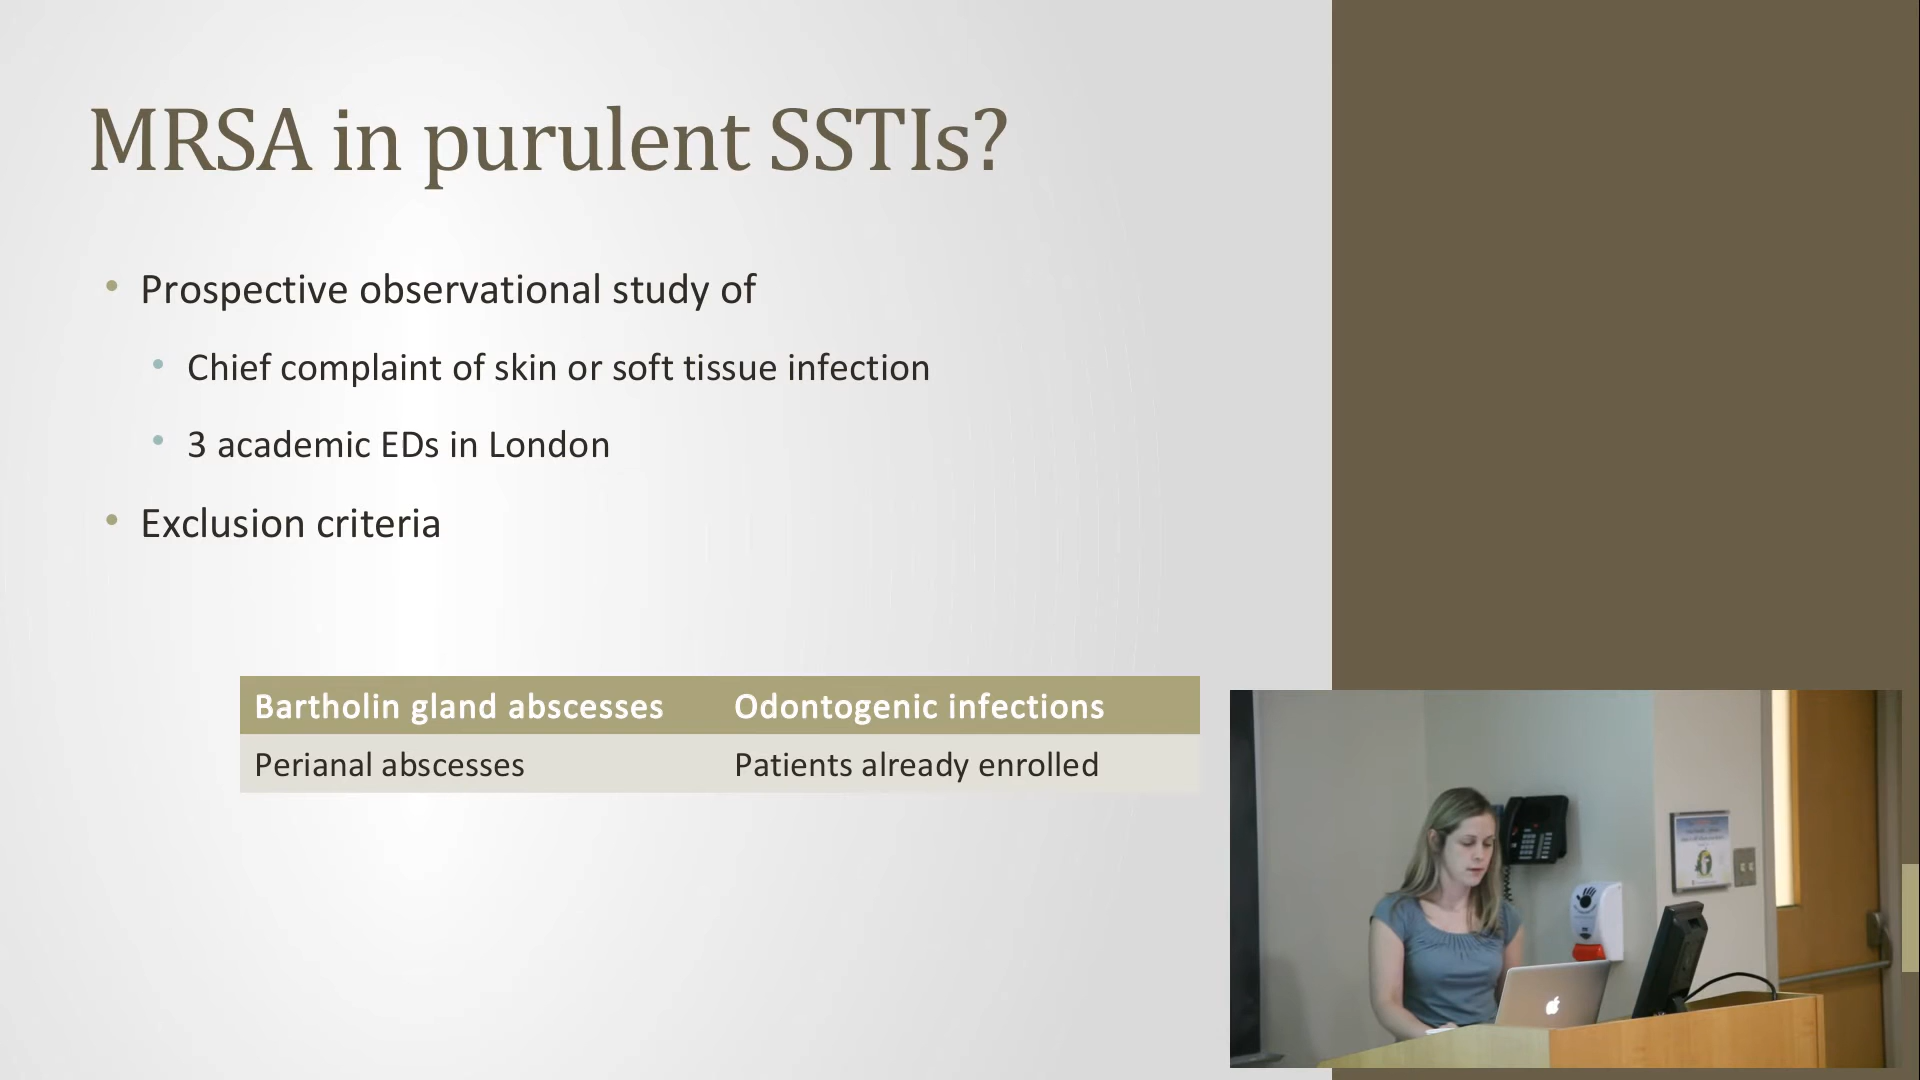 MRSA in purulent SSTIs?
• Prospective observational study of
• Chief complaint of skin or soft tissue infection
• 3 academic EDs in London
• Exclusion criteria
Bartholin gland abscesses Odontogenic infections
Perianal abscesses Patients already enrolled